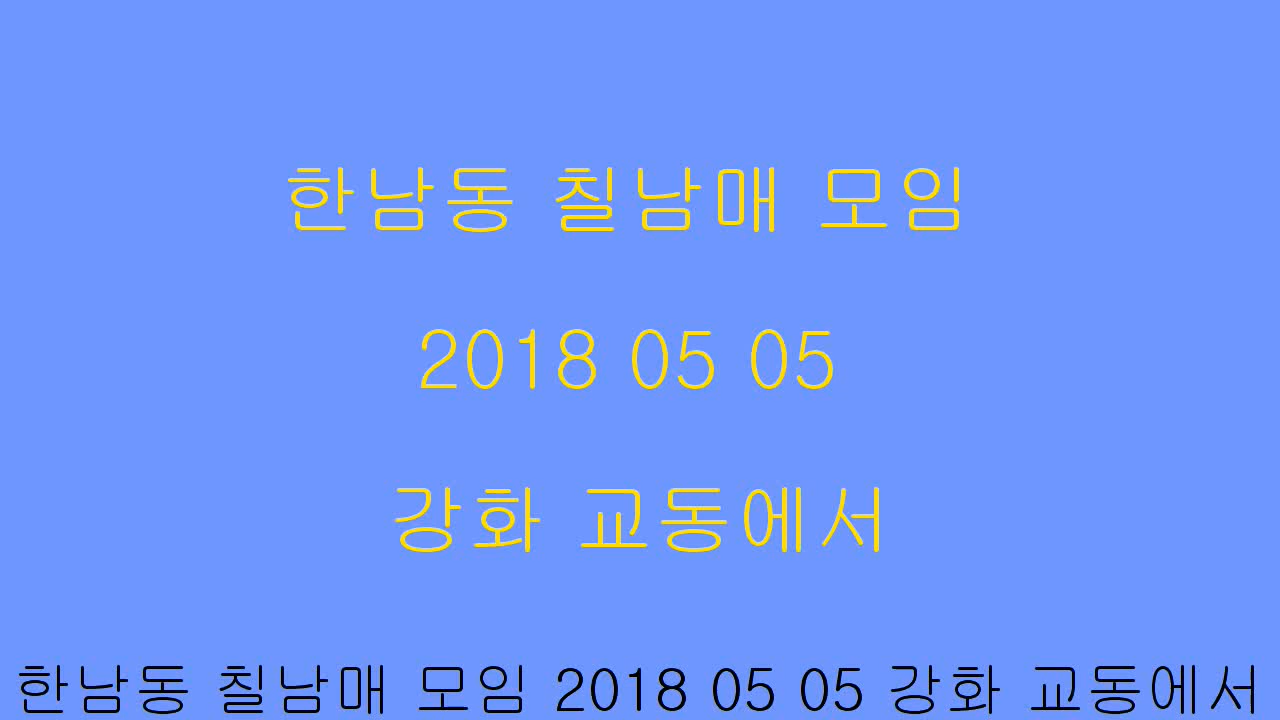 한남동 칠남매 모임
2018 05 05
강화 교동에서
한남동 칠남매 모임 2018 05 05 강화 교동에서